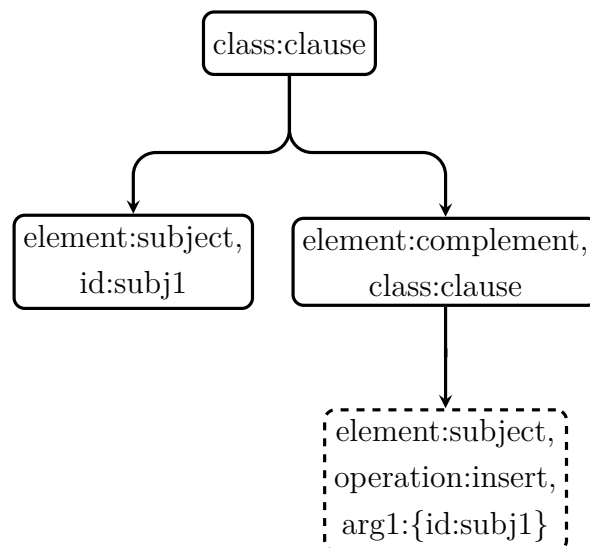 class:clause
element:subject,
id:subj1
element:complement,
class:clause
element:subject,
operation:insert,
arg1:{id:subj1}